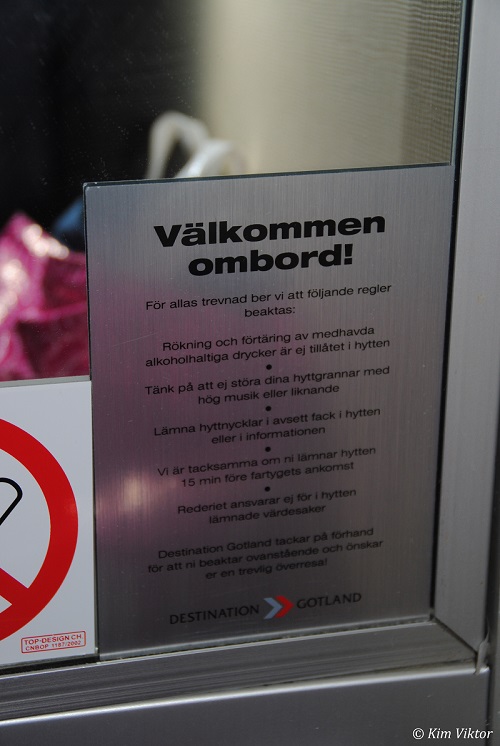 Välkommen
ombord!
För allas trevnad ber vi att följande regler
beaktas:
Rökning och förtäring av medhavda
alkoholhaltiga drycker är ej tillåtet i hytten
•
Tänk på att ej störa dina hyttgrannar med
hög musik eller liknande
•
Lämna hyttnycklar i avsett fack i hytten
eller i informationen
•
Vi är tacksamma om ni lämnar hytten
15 min före fartygets ankomst
•
Rederiet ansvarar ej för i hytten
lämnade värdesaker
Destination Gotland tackar på förhand
för att ni beaktar ovanstående och önskar
er en trevlig överresa!
DESTINATION GOTLAND
TOP-DESIGN CH.
CNBOP 1187/2002
© Kim Viktor